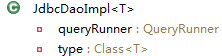 JdbcDaoImpl<T>
queryRunner : QueryRunner
type : Class<T>